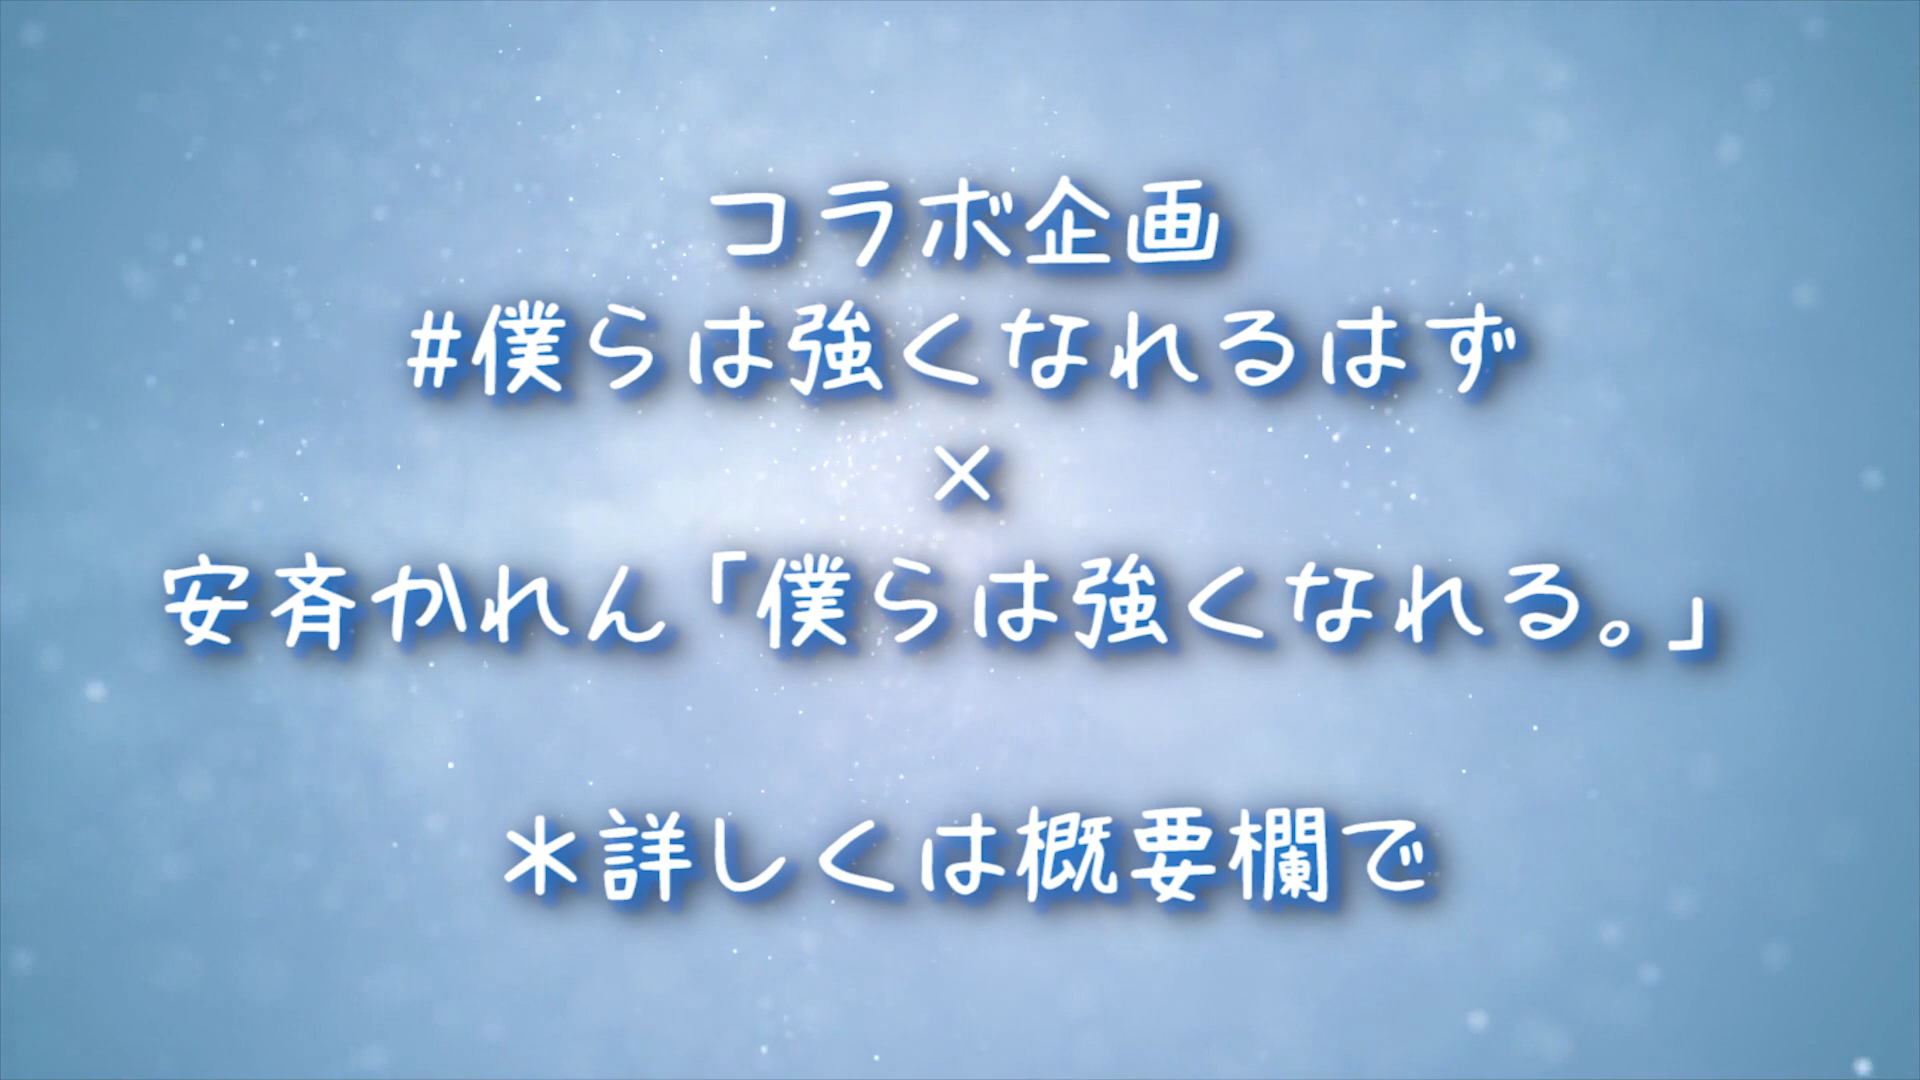 コラボ企画
#僕らは強くなれるはず
×
安斉かれん「僕らは強くなれる。」
＊詳しくは概要欄で